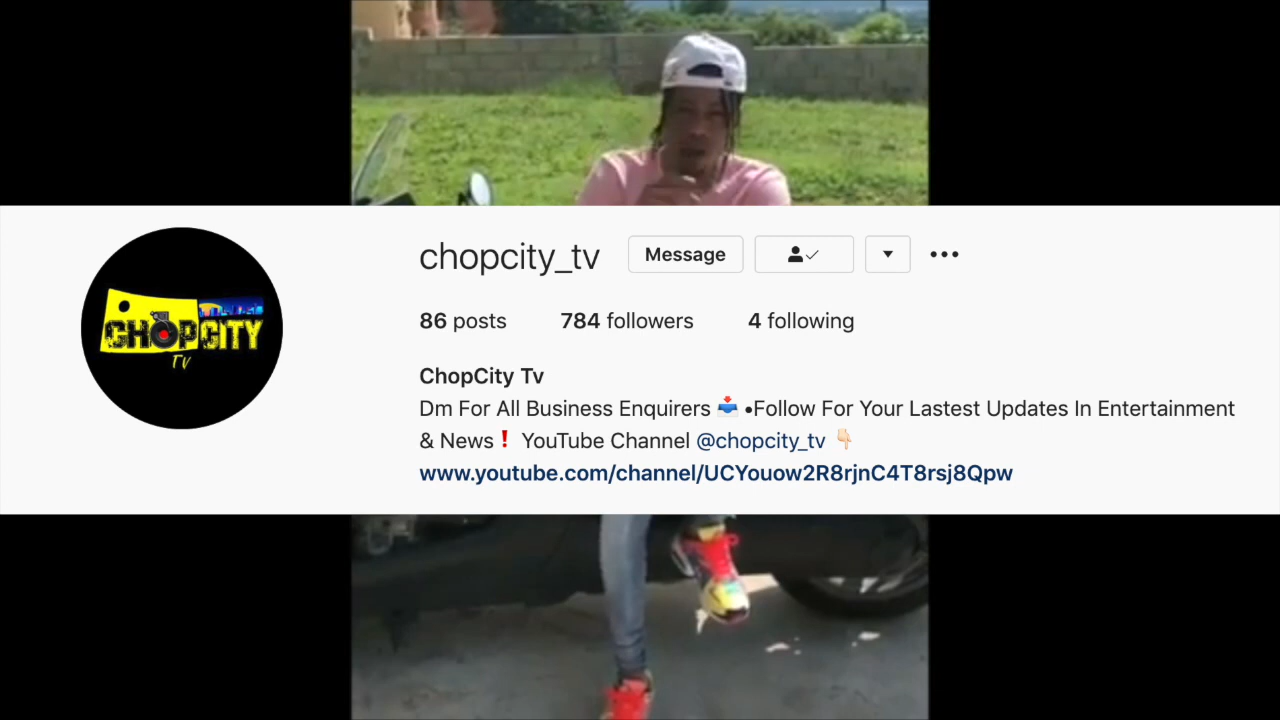 CHOPCITY
TV
chopcity_tv
Message
86 posts 784 followers 4 following
ChopCity Tv
Dm For All Business Enquirers 📥 •Follow For Your Lastest Updates In Entertainment
& News❗ YouTube Channel @chopcity_tv 👇🏻
www.youtube.com/channel/UCYouow2R8rjnC4T8rsj8Qpw